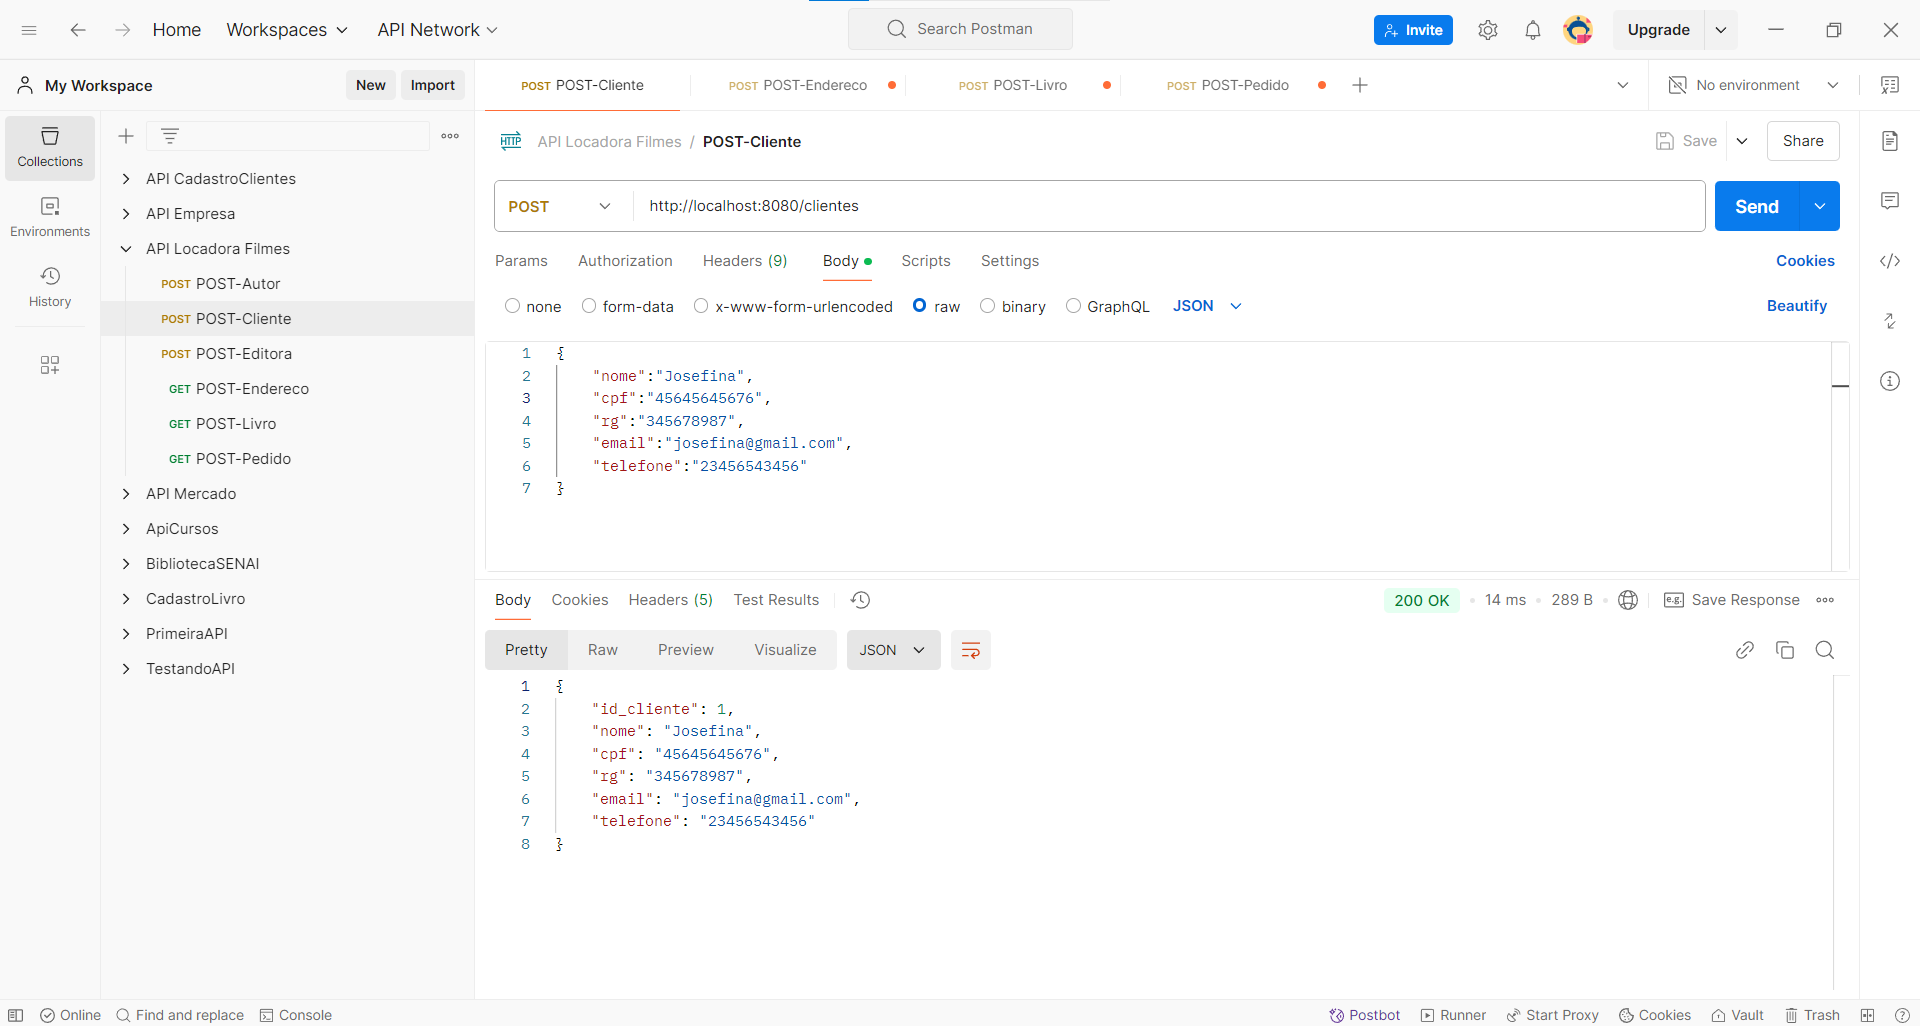 Home Workspaces API Network Search Postman Invite Upgrade
My Workspace New Import POST POST-Cliente POST POST-Endereco POST POST-Livro POST POST-Pedido No environment
Collections
Environments
History
API CadastroClientes
API Empresa
API Locadora Filmes
POST POST-Autor
POST POST-Cliente
POST POST-Editora
GET POST-Endereco
GET POST-Livro
GET POST-Pedido
API Mercado
ApiCursos
BibliotecaSENAI
CadastroLivro
PrimeiraAPI
TestandoAPI
HTTP API Locadora Filmes / POST-Cliente Save Share
POST http://localhost:8080/clientes Send
Params Authorization Headers (9) Body Scripts Settings Cookies
none form-data x-www-form-urlencoded raw binary GraphQL JSON Beautify
1 {
2 "nome":"Josefina",
3 "cpf":"45645645676",
4 "rg":"345678987",
5 "email":"josefina@gmail.com",
6 "telefone":"23456543456"
7 }
Body Cookies Headers (5) Test Results 200 OK 14 ms 289 B e.g. Save Response
Pretty Raw Preview Visualize JSON
1 {
2 "id_cliente": 1,
3 "nome": "Josefina",
4 "cpf": "45645645676",
5 "rg": "345678987",
6 "email": "josefina@gmail.com",
7 "telefone": "23456543456"
8 }
Online Find and replace Console Postbot Runner Start Proxy Cookies Vault Trash